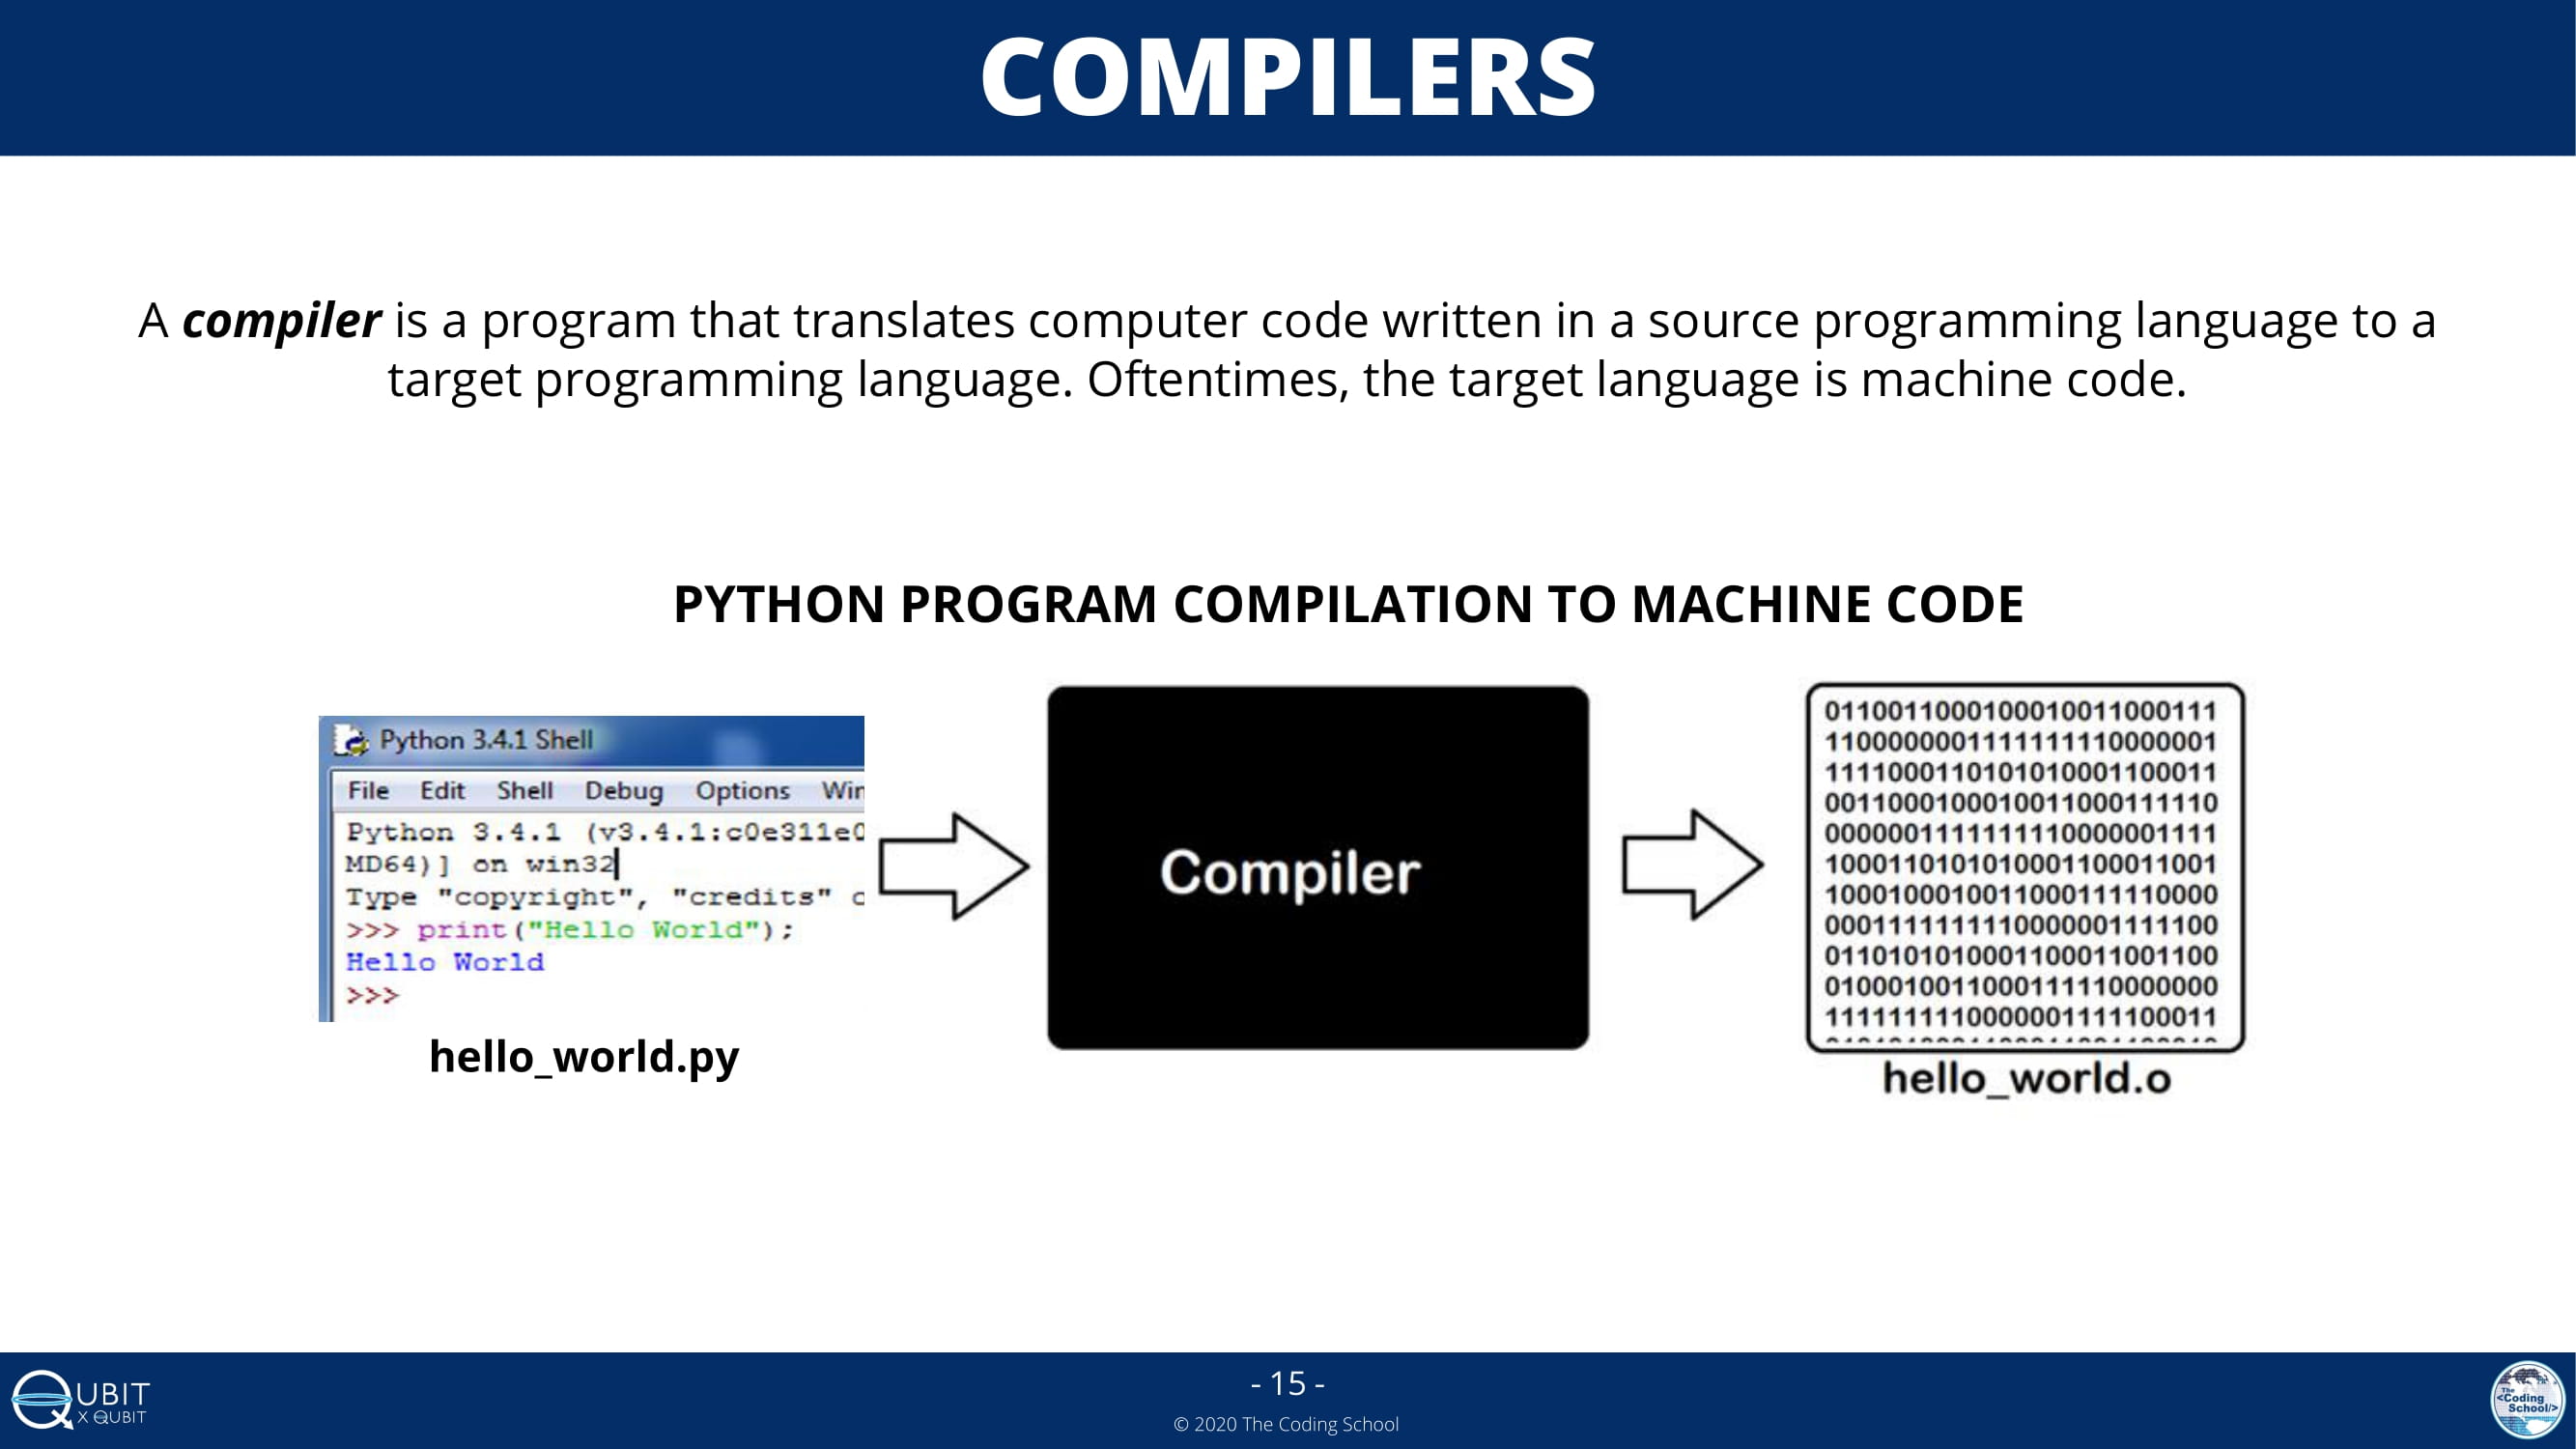 COMPILERS
A compiler is a program that translates computer code written in a source programming language to a
target programming language. Oftentimes, the target language is machine code.
PYTHON PROGRAM COMPILATION TO MACHINE CODE
Python 3.4.1 Shell
File Edit Shell Debug Options
Python 3.4.1 (v3.4.1:c0e311e0
MD64)] on win32
Type "copyright", "credits"
>>> print("Hello World");
Hello World
>>>
hello_world.py
Compiler
0110011000100010011000111
1100000001111111110000001
1111000110101010001100011
0011000100010011000111110
0000001111111110000001111
1000110101010001100011001
1000100010011000111110000
0001111111110000001111100
0110101010001100011001100
0100010011000111110000000
1111111110000001111100011
hello_world.o
QUBIT
X QUBIT
- 15 -
© 2020 The Coding School
The
<Coding
School/>